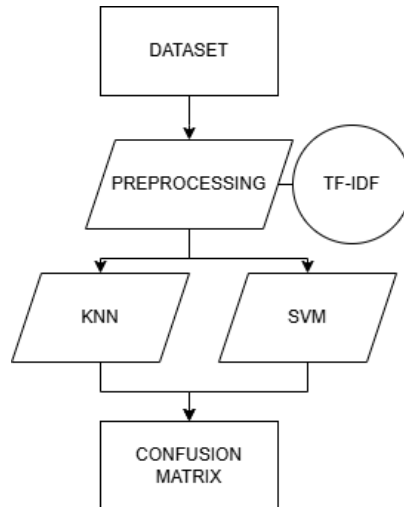 DATASET
PREPROCESSING
TF-IDF
KNN
SVM
CONFUSION
MATRIX